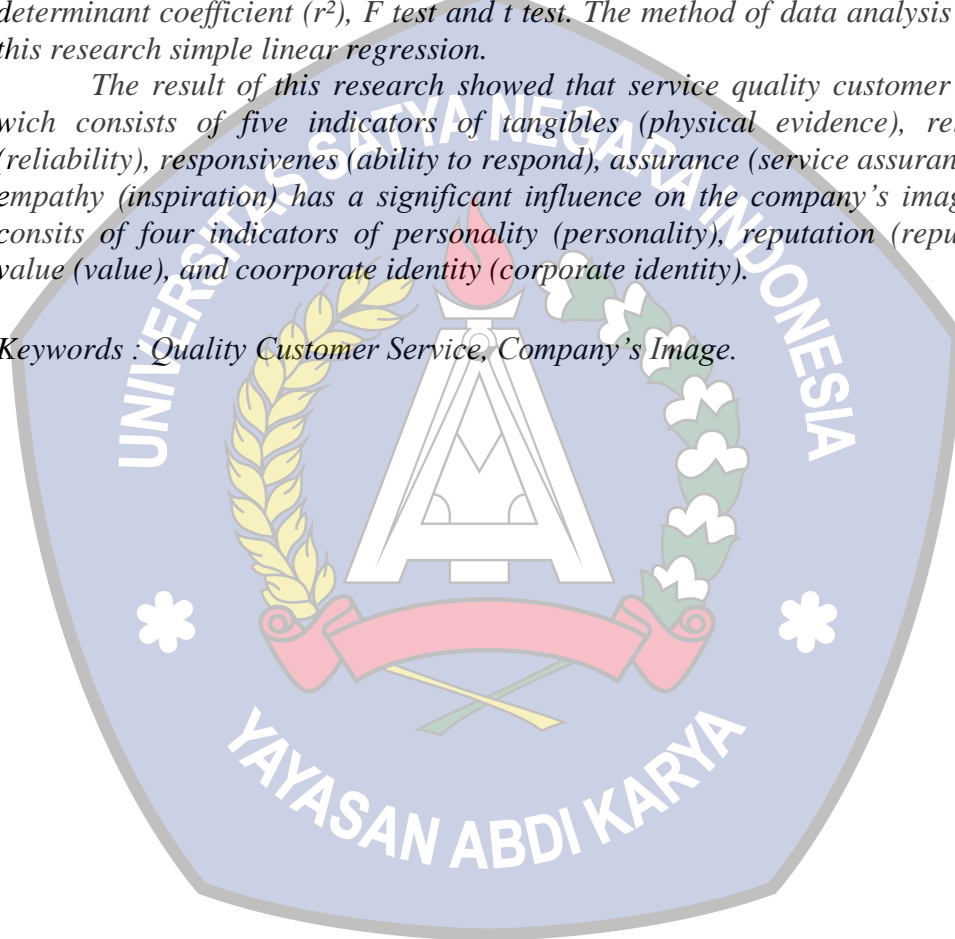 determinant coefficient (r²), F test and t test. The method of data analysis
this research simple linear regression.
The result of this research showed that service quality customer
wich consists of five indicators of tangibles (physical evidence),
(reliability), responsivenes (ability to respond), assurance (service
empathy (inspiration) has a significant influence on the company's
consits of four indicators of personality (personality), reputation
value (value), and coorporate identity (corporate identity).
Keywords : Quality Customer Service, Company's Image.
UNIVERSITAS SATYA NEGARA INDONESIA
YAYASAN ABDI KARYA